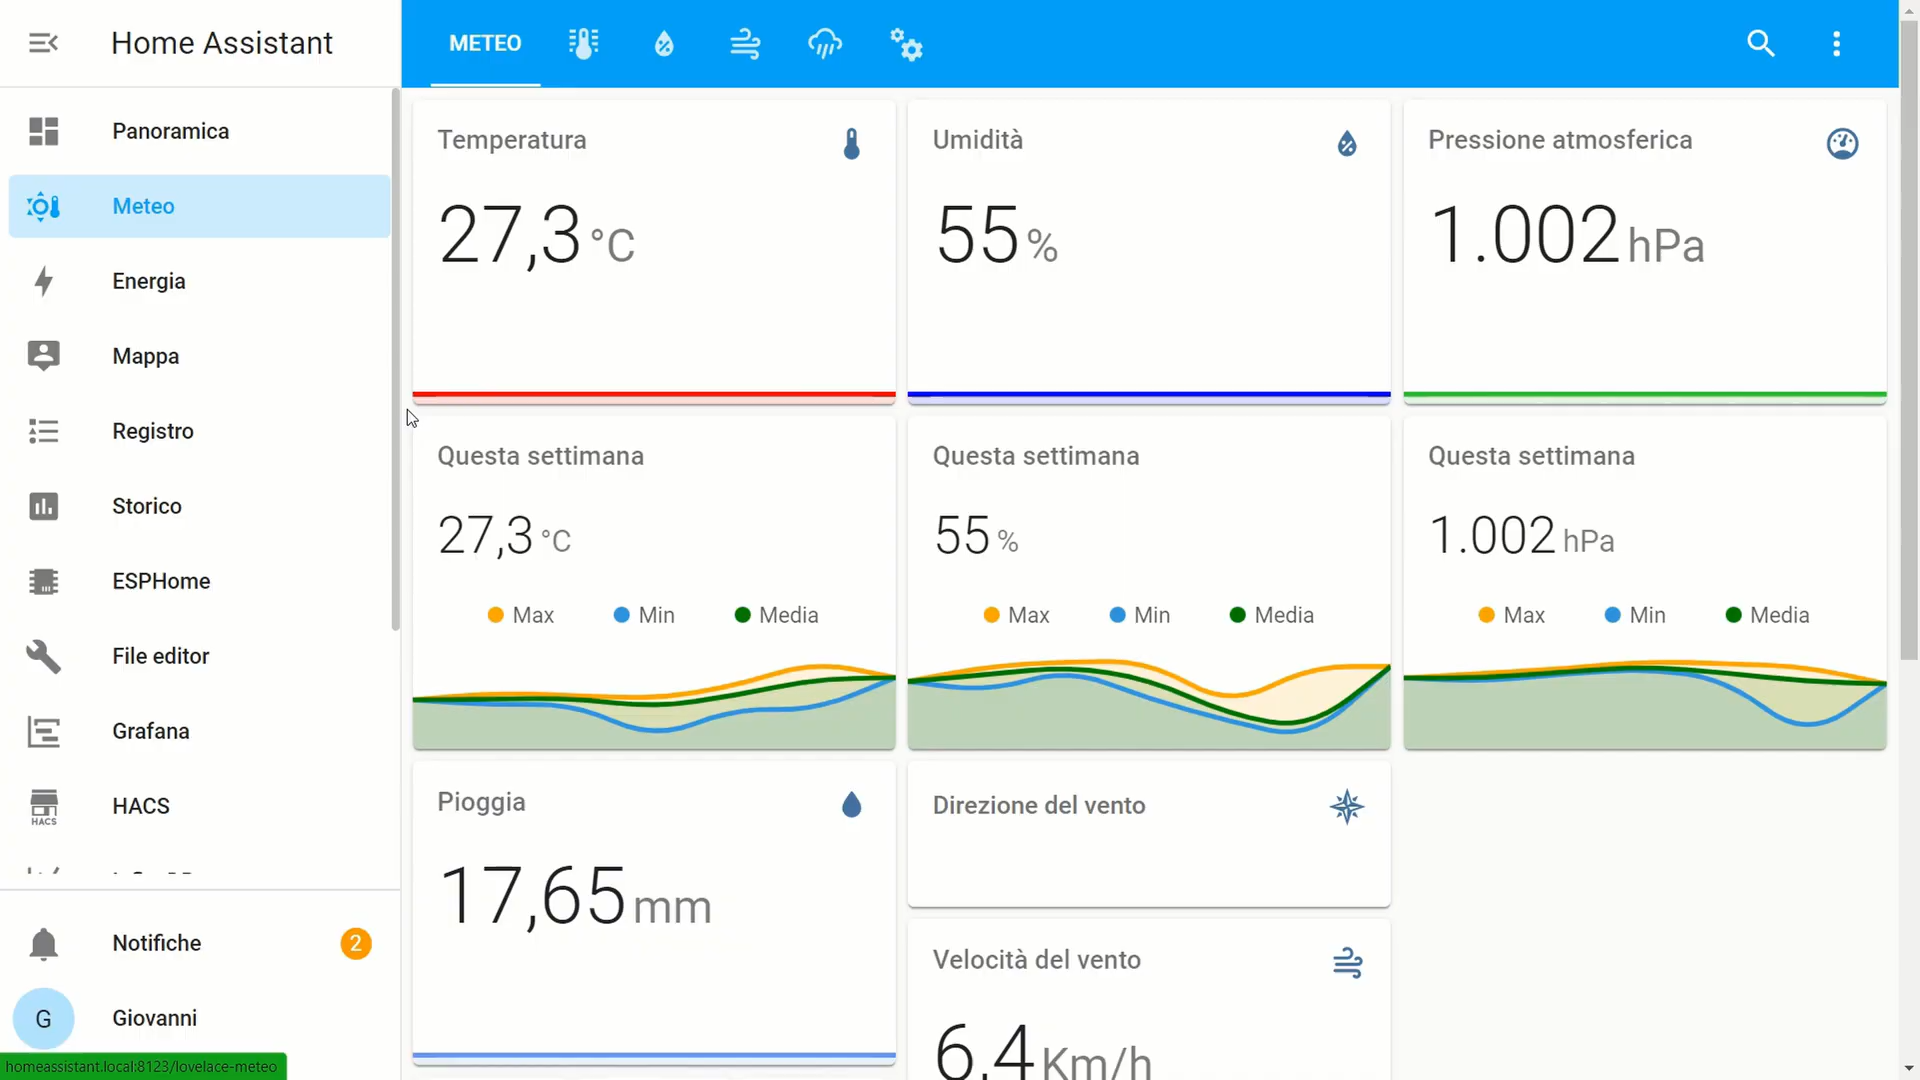 Home Assistant
Panoramica
Meteo
Energia
Mappa
Registro
Storico
ESPHome
File editor
Grafana
HACS
HACS
Notifiche
2
G
Giovanni
homeassistant.local:8123/lovelace-meteo
METEO
Temperatura
27,3 °C
Umidità
55 %
Pressione atmosferica
1.002 hPa
Questa settimana
27,3 °C
Max Min Media
Questa settimana
55 %
Max Min Media
Questa settimana
1.002 hPa
Max Min Media
Pioggia
17,65 mm
Direzione del vento
Velocità del vento
6,4 Km/h